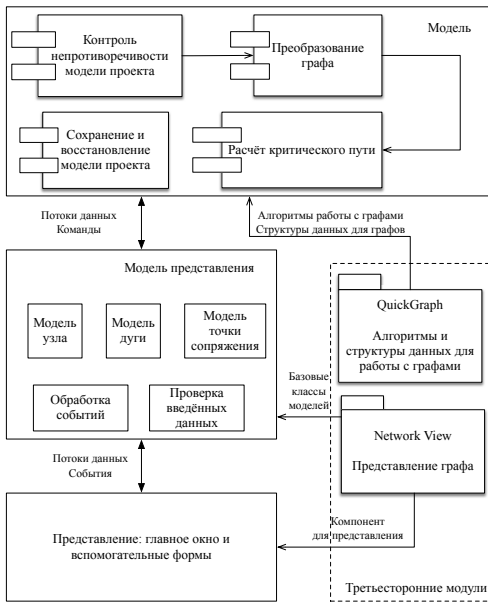 Модель
Контроль
непротиворечивости
модели проекта
Преобразование
графа
Сохранение и
восстановление
модели проекта
Расчёт критического пути
Потоки данных
Команды
Алгоритмы работы с графами
Структуры данных для графов
Модель представления
Модель
узла
Модель
дуги
Модель
точки
сопряжения
Обработка
событий
Проверка
введённых
данных
QuickGraph
Алгоритмы и
структуры данных для
работы с графами
Базовые
классы
моделей
Network View
Представление графа
Потоки данных
События
Представление: главное окно и
вспомогательные формы
Компонент
для представления
Третьесторонние модули